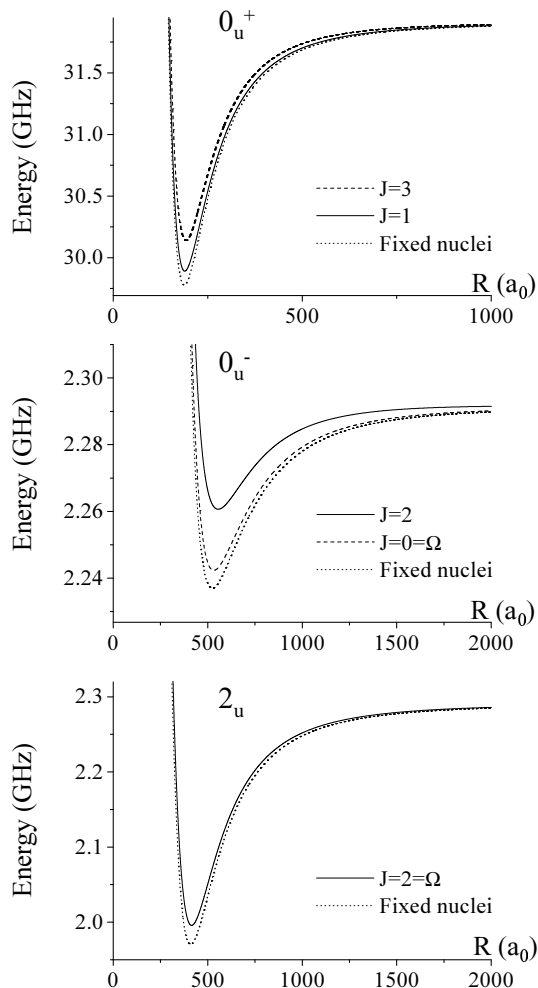 0u+
Energy (GHz)
31.5
31.0
30.5
30.0
J=3
J=1
Fixed nuclei
R (a0)
0
500
1000
0u-
Energy (GHz)
2.30
2.28
2.26
2.24
J=2
J=0=Ω
Fixed nuclei
R (a0)
0
500
1000
1500
2000
2u
Energy (GHz)
2.3
2.2
2.1
2.0
J=2=Ω
Fixed nuclei
R (a0)
0
500
1000
1500
2000